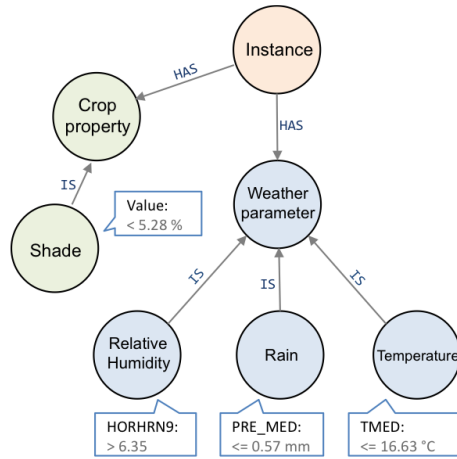 Instance
HAS
Crop
property
HAS
IS
Value:
< 5.28 %
Weather
parameter
Shade
IS
IS
IS
Relative
Humidity
Rain
Temperature
HORHRN9:
> 6.35
PRE_MED:
<= 0.57 mm
TMED:
<= 16.63 °C